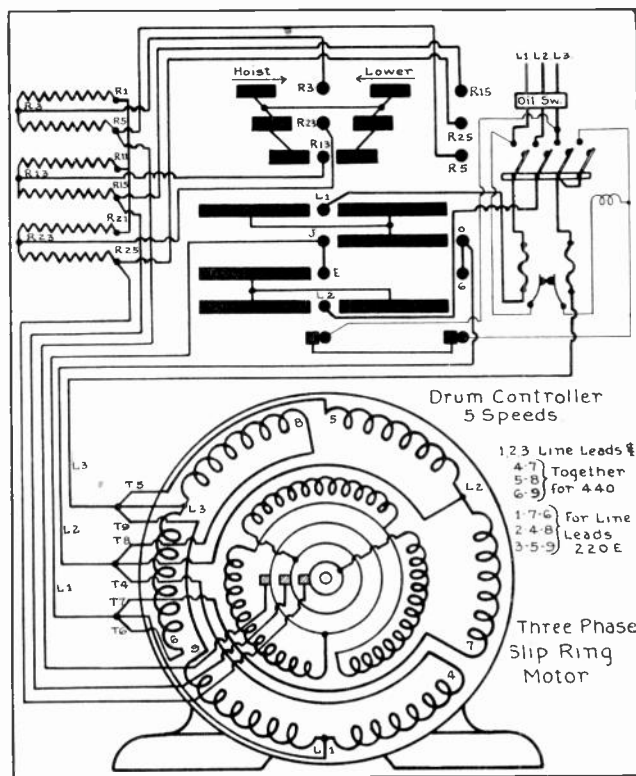 Hoist
Lower
L1 L2 L3
Oil Sw.
R1
R3
R5
R11
R13
R15
R21
R23
R25
R3
R23
R13
R15
R25
R5
L1
J
E
L2
O
6
Drum Controller
5 Speeds
1,2,3 Line Leads &
4-7
5-8
6-9
Together
for 440
1-7-6
2-4-8
3-5-9
For Line
Leads
220 E
Three Phase
Slip Ring
Motor
L3
T5
T9
L3
L2
T8
T4
L1
T7
T6
8
5
L2
6
9
7
4
L1